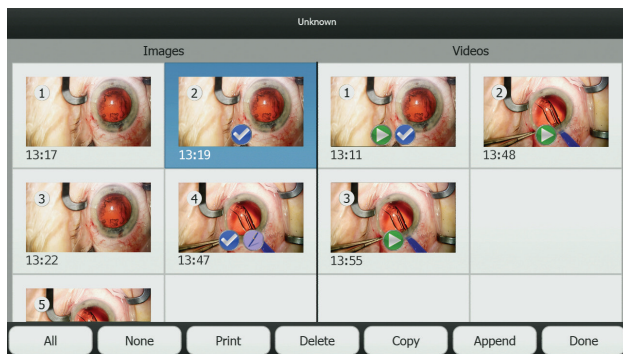 Unknown
Images Videos
1 2 1 2
13:17 13:19 13:11 13:48
3 4 3
13:22 13:47 13:55
5
All None Print Delete Copy Append Done